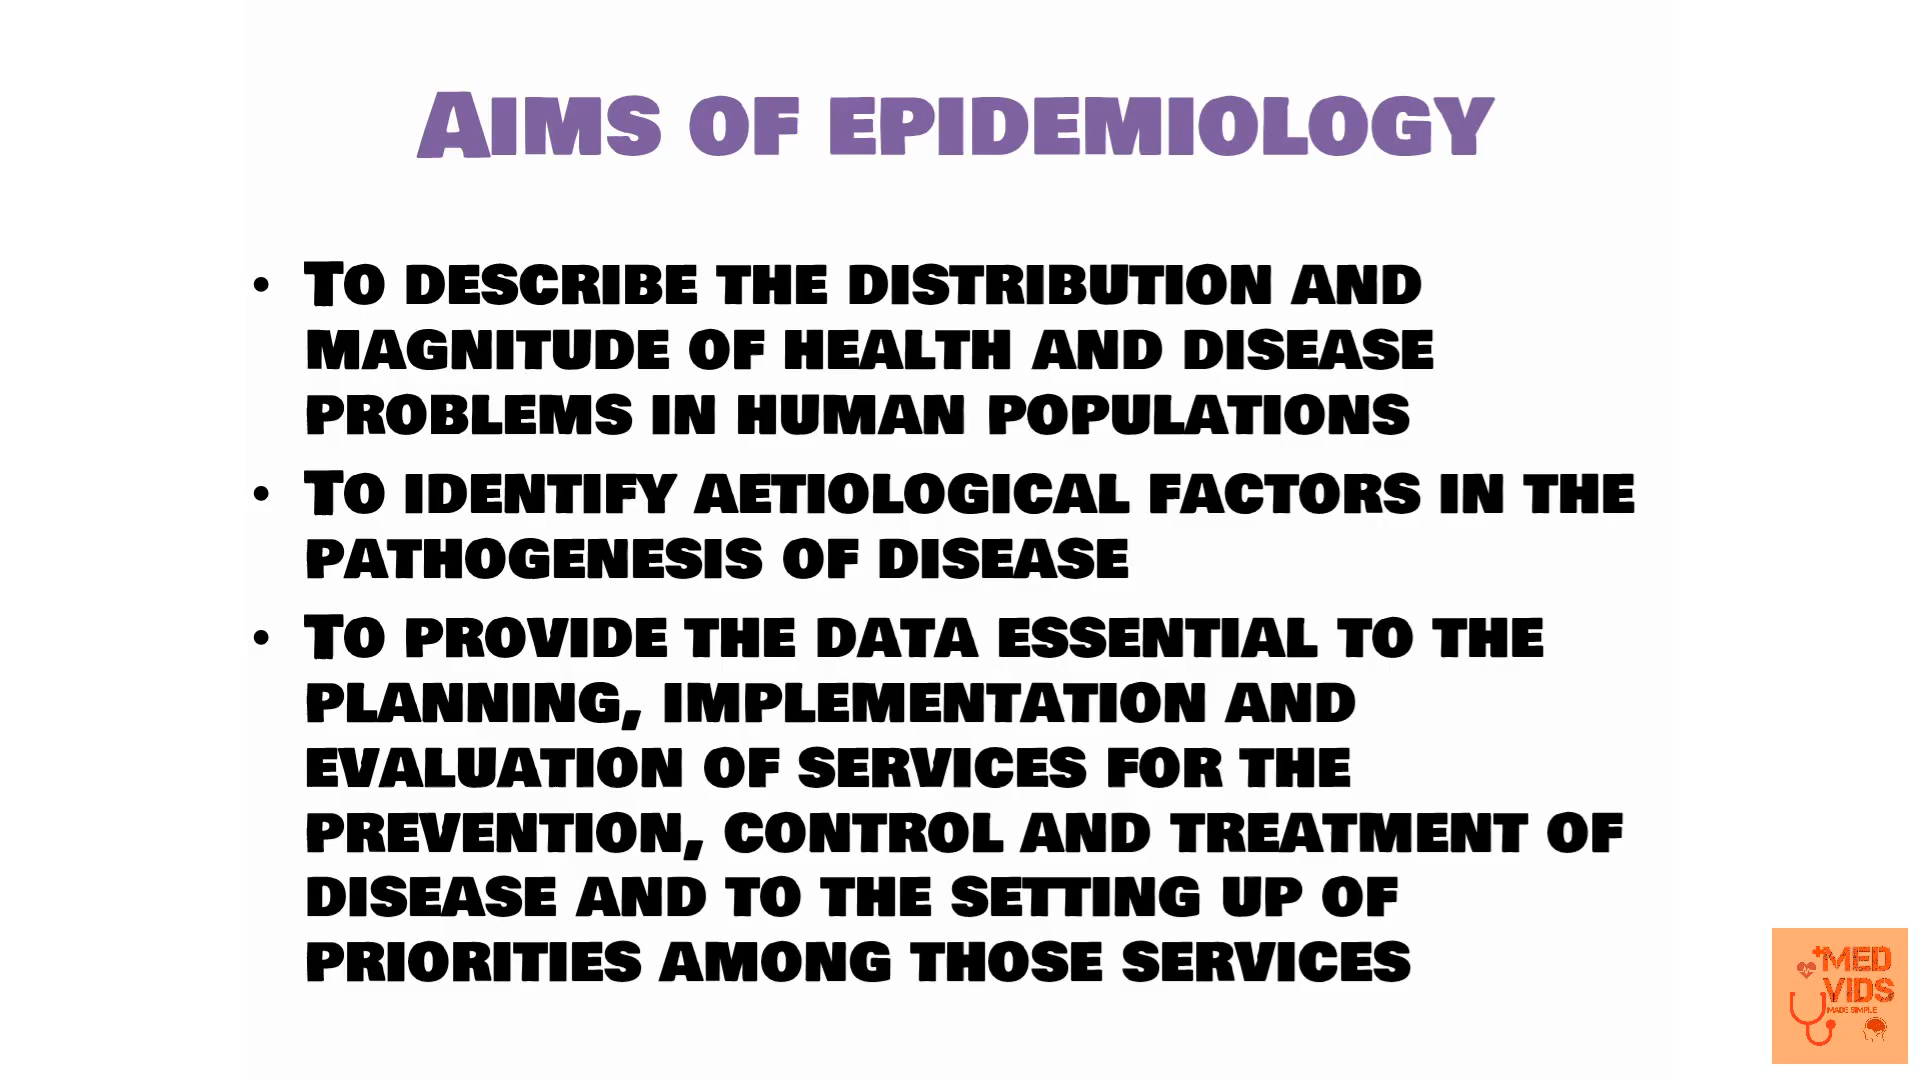 Aims of epidemiology
• To describe the distribution and
magnitude of health and disease
problems in human populations
• To identify aetiological factors in the
pathogenesis of disease
• To provide the data essential to the
planning, implementation and
evaluation of services for the
prevention, control and treatment of
disease and to the setting up of
priorities among those services
MED
VIDS
MADE SIMPLE